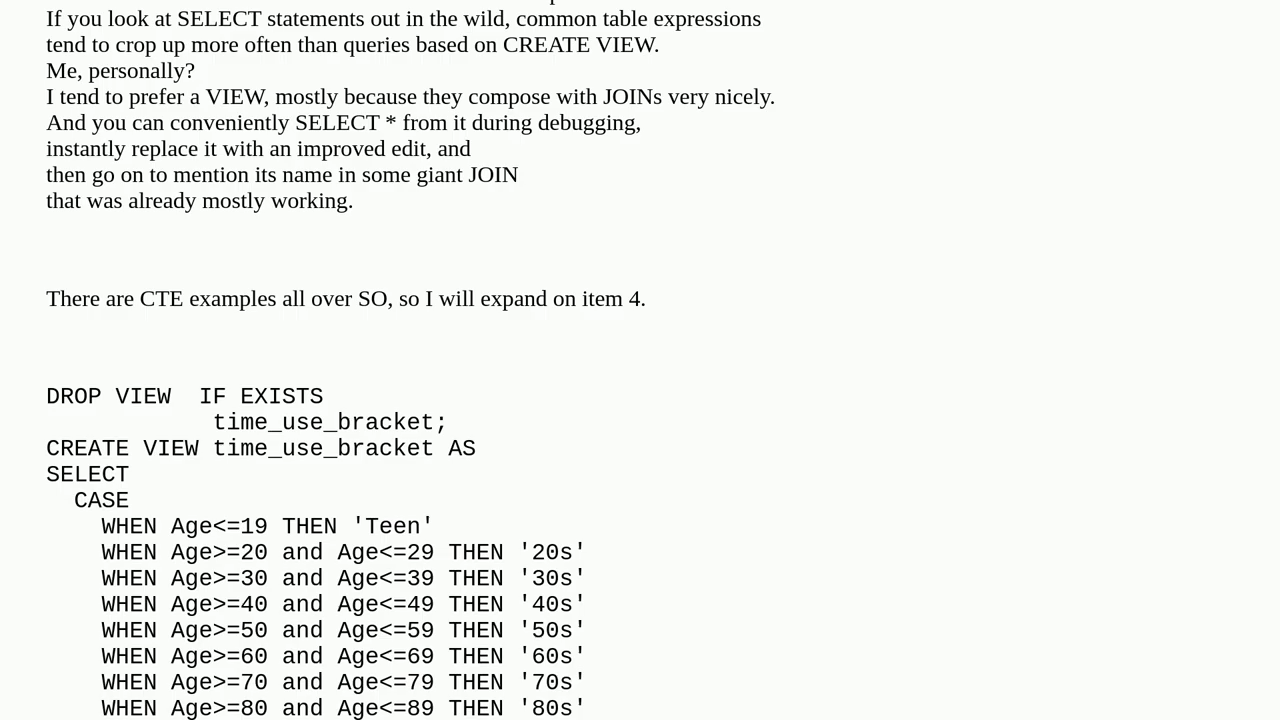 If you look at SELECT statements out in the wild, common table expressions
tend to crop up more often than queries based on CREATE VIEW.
Me, personally?
I tend to prefer a VIEW, mostly because they compose with JOINs very nicely.
And you can conveniently SELECT * from it during debugging,
instantly replace it with an improved edit, and
then go on to mention its name in some giant JOIN
that was already mostly working.
There are CTE examples all over SO, so I will expand on item 4.
DROP VIEW  IF EXISTS
            time_use_bracket;
CREATE VIEW time_use_bracket AS
SELECT
  CASE
    WHEN Age<=19 THEN 'Teen'
    WHEN Age>=20 and Age<=29 THEN '20s'
    WHEN Age>=30 and Age<=39 THEN '30s'
    WHEN Age>=40 and Age<=49 THEN '40s'
    WHEN Age>=50 and Age<=59 THEN '50s'
    WHEN Age>=60 and Age<=69 THEN '60s'
    WHEN Age>=70 and Age<=79 THEN '70s'
    WHEN Age>=80 and Age<=89 THEN '80s'